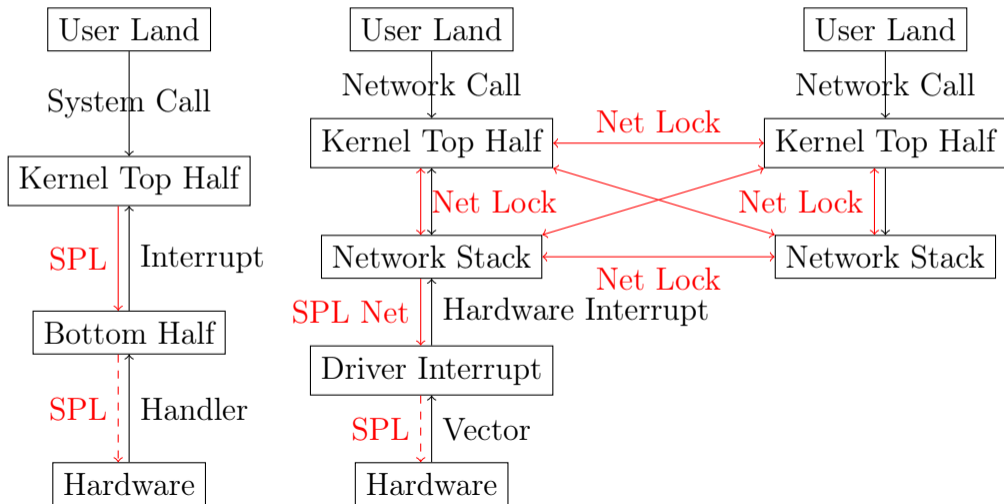 User Land
System Call
Kernel Top Half
SPL
Interrupt
Bottom Half
SPL
Handler
Hardware
User Land
Network Call
Kernel Top Half
Net Lock
Network Stack
SPL Net
Hardware Interrupt
Driver Interrupt
SPL
Vector
Hardware
Net Lock
Net Lock
User Land
Network Call
Kernel Top Half
Net Lock
Network Stack